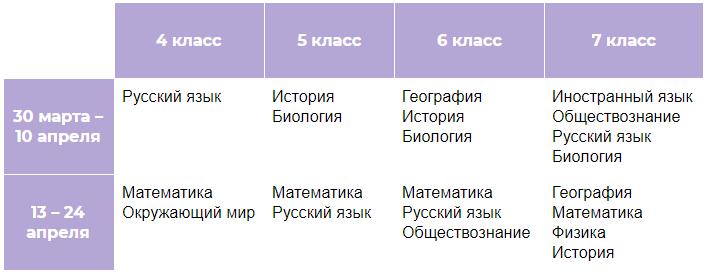 4 класс
5 класс
6 класс
7 класс
30 марта –
10 апреля
Русский язык
История
Биология
География
История
Биология
Иностранный язык
Обществознание
Русский язык
Биология
13 – 24
апреля
Математика
Окружающий мир
Математика
Русский язык
Математика
Русский язык
Обществознание
География
Математика
Физика
История